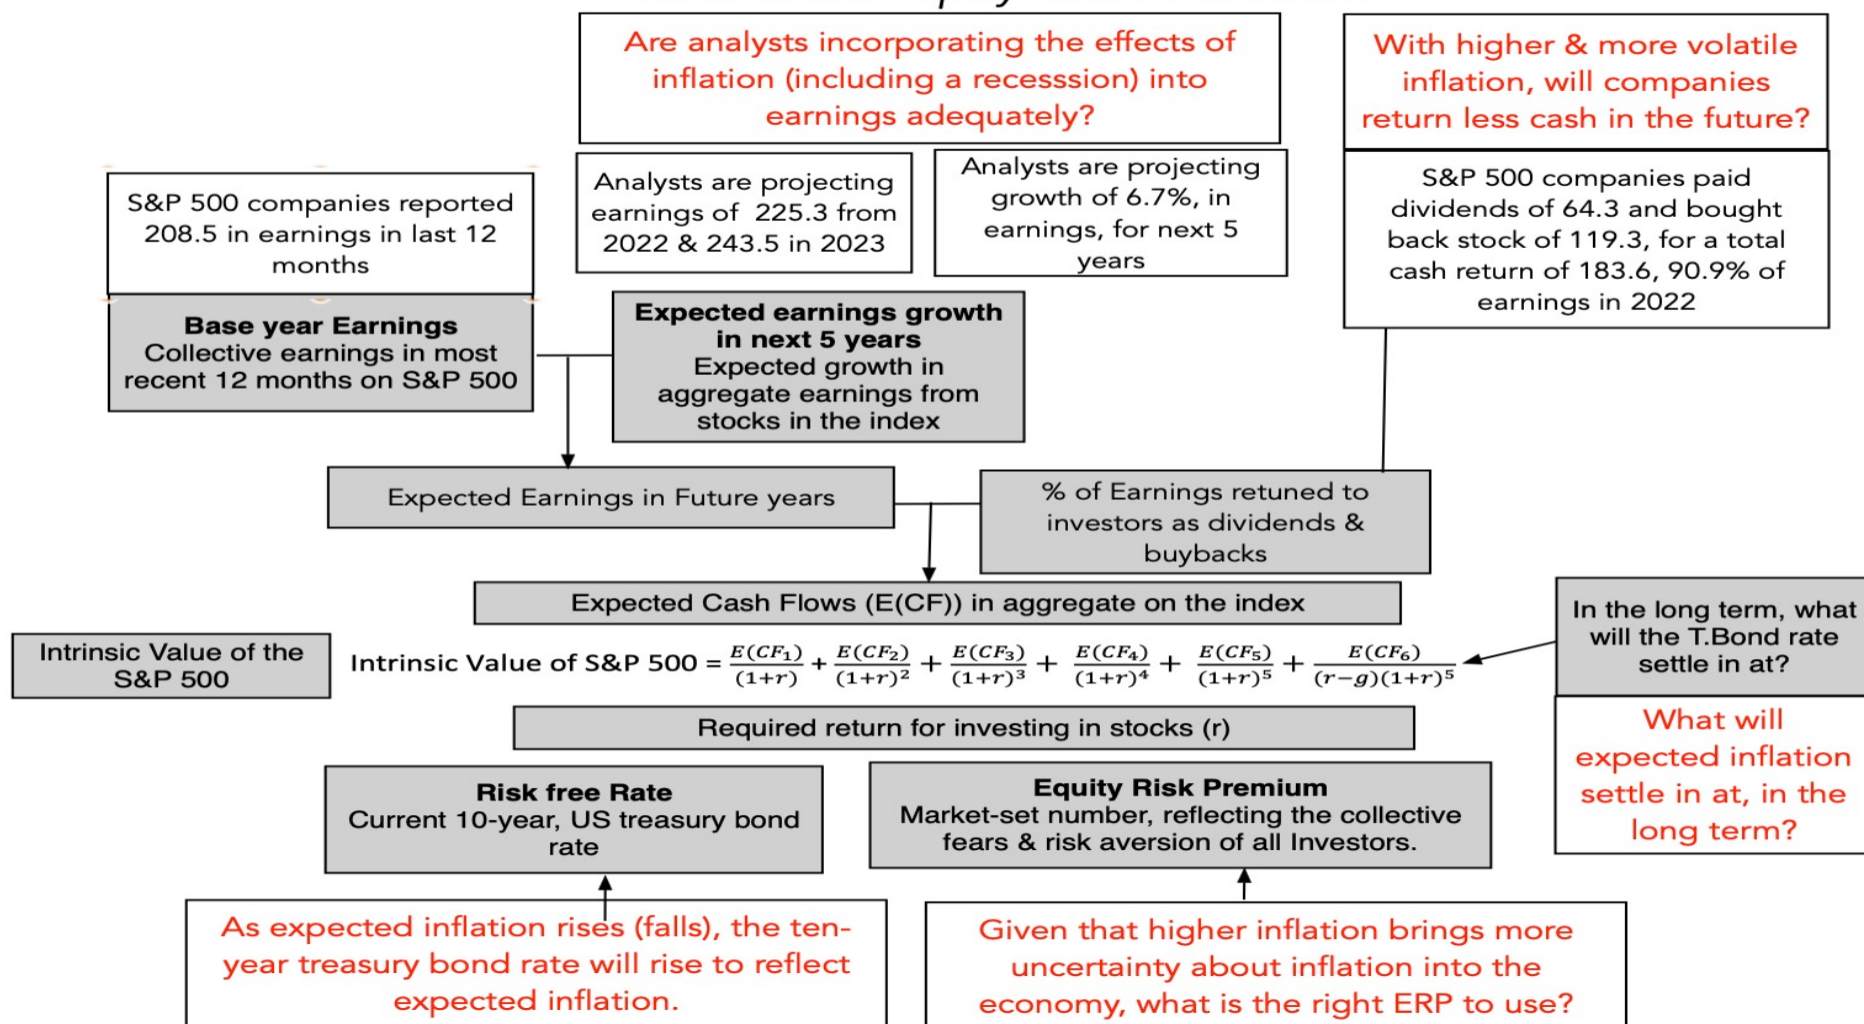 Are analysts incorporating the effects of
inflation (including a recesssion) into
earnings adequately?
With higher & more volatile
inflation, will companies
return less cash in the future?
S&P 500 companies reported
208.5 in earnings in last 12
months
Analysts are projecting
earnings of 225.3 from
2022 & 243.5 in 2023
Analysts are projecting
growth of 6.7%, in
earnings, for next 5
years
S&P 500 companies paid
dividends of 64.3 and bought
back stock of 119.3, for a total
cash return of 183.6, 90.9% of
earnings in 2022
Base year Earnings
Collective earnings in most
recent 12 months on S&P 500
Expected earnings growth
in next 5 years
Expected growth in
aggregate earnings from
stocks in the index
Expected Earnings in Future years
% of Earnings retuned to
investors as dividends &
buybacks
Expected Cash Flows (E(CF)) in aggregate on the index
In the long term, what
will the T.Bond rate
settle in at?
Intrinsic Value of the
S&P 500
Intrinsic Value of S&P 500 = E(CF₁)/(1+r) + E(CF₂)/(1+r)² + E(CF₃)/(1+r)³ + E(CF₄)/(1+r)⁴ + E(CF₅)/(1+r)⁵ + E(CF₆)/(r−g)(1+r)⁵
Required return for investing in stocks (r)
What will
expected inflation
settle in at, in the
long term?
Risk free Rate
Current 10-year, US treasury bond
rate
Equity Risk Premium
Market-set number, reflecting the collective
fears & risk aversion of all Investors.
As expected inflation rises (falls), the ten-
year treasury bond rate will rise to reflect
expected inflation.
Given that higher inflation brings more
uncertainty about inflation into the
economy, what is the right ERP to use?